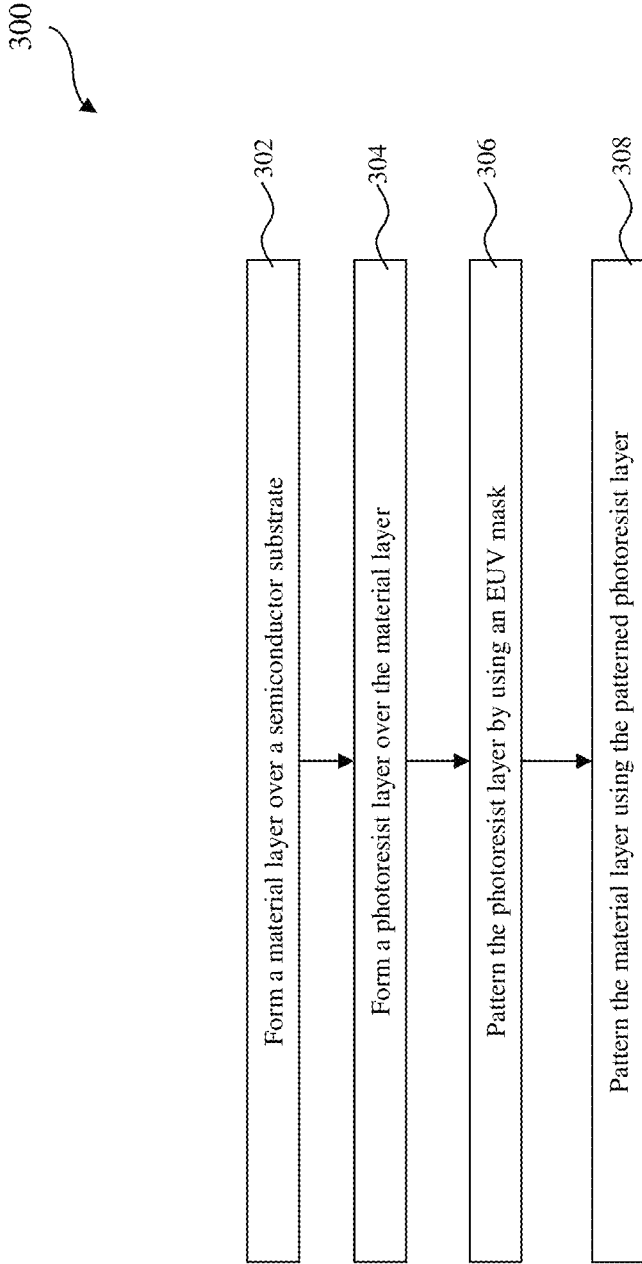 300
Form a material layer over a semiconductor substrate
302
Form a photoresist layer over the material layer
304
Pattern the photoresist layer by using an EUV mask
306
Pattern the material layer using the patterned photoresist layer
308